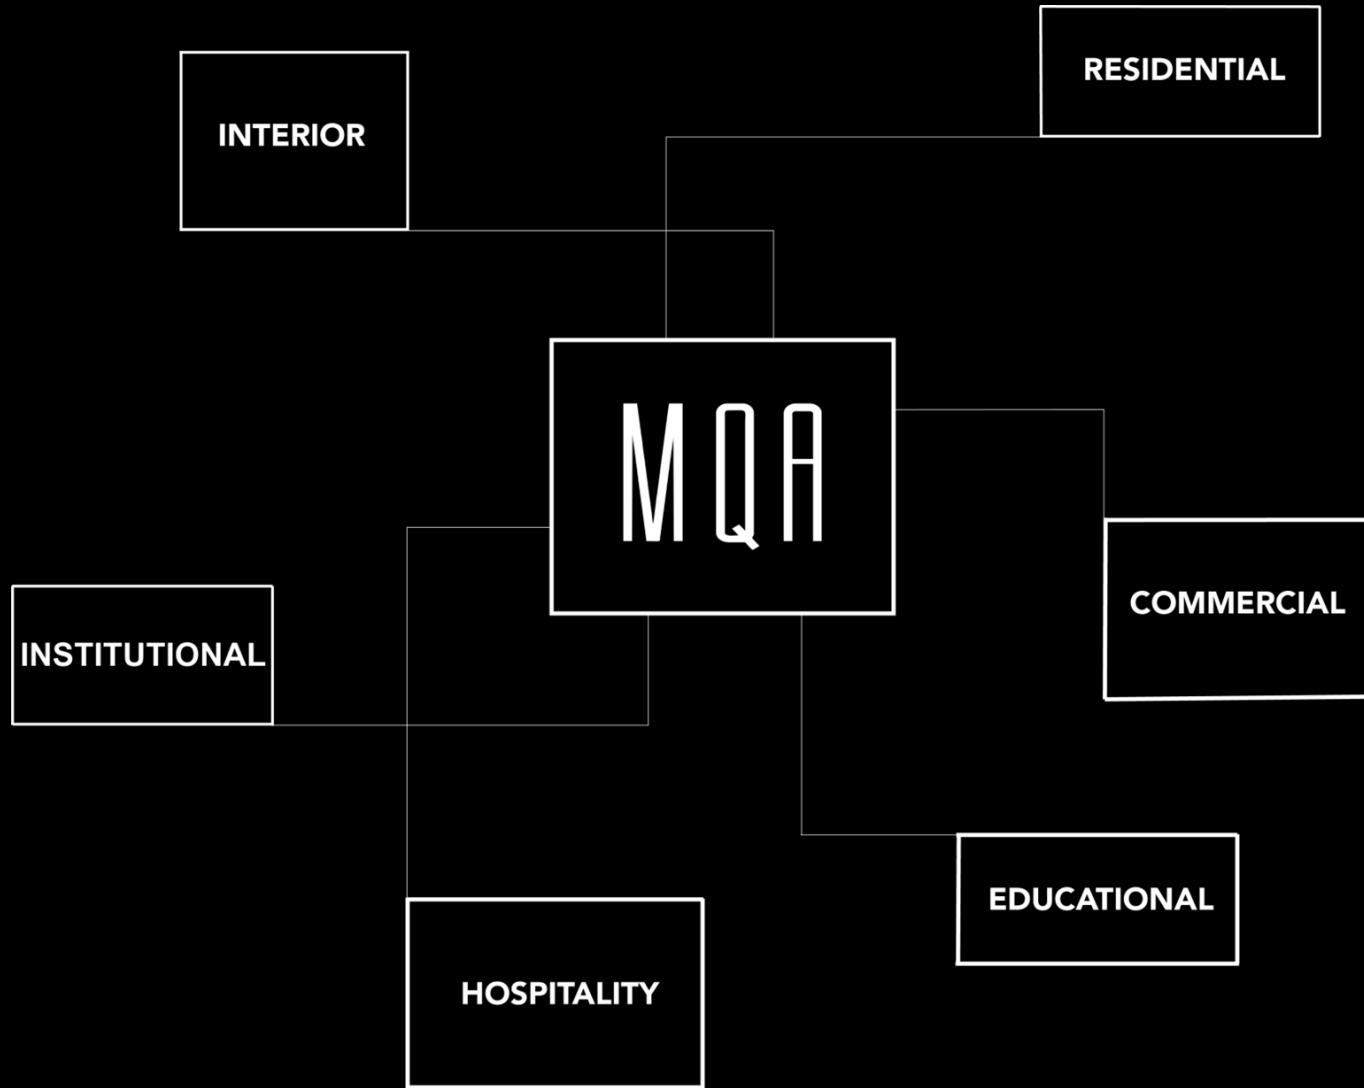 RESIDENTIAL
INTERIOR
MQA
COMMERCIAL
INSTITUTIONAL
EDUCATIONAL
HOSPITALITY